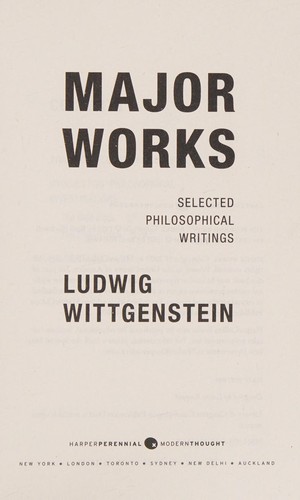 MAJOR
WORKS
SELECTED
PHILOSOPHICAL
WRITINGS
LUDWIG
WITTGENSTEIN
HARPERPERENNIAL MODERNTHOUGHT
NEW YORK • LONDON • TORONTO • SYDNEY • NEW DELHI • AUCKLAND